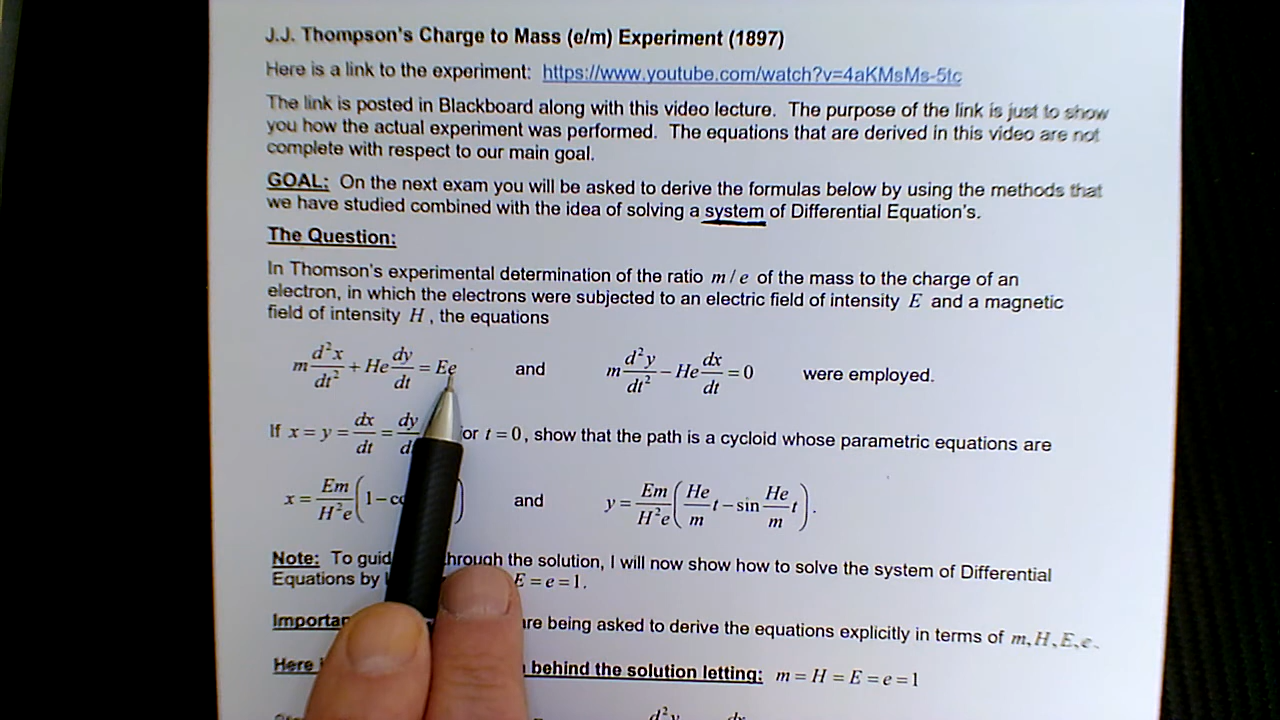 J.J. Thompson's Charge to Mass (e/m) Experiment (1897)
Here is a link to the experiment: https://www.youtube.com/watch?v=4aKMsMs-5tc
The link is posted in Blackboard along with this video lecture. The purpose of the link is just to show
you how the actual experiment was performed. The equations that are derived in this video are not
complete with respect to our main goal.
GOAL: On the next exam you will be asked to derive the formulas below by using the methods that
we have studied combined with the idea of solving a system of Differential Equation's.
The Question:
In Thomson's experimental determination of the ratio m / e of the mass to the charge of an
electron, in which the electrons were subjected to an electric field of intensity E and a magnetic
field of intensity H , the equations
m d²x/dt² + He dy/dt = Ee and m d²y/dt² − He dx/dt = 0 were employed.
If x = y = dx/dt = dy/ t = 0 , show that the path is a cycloid whose parametric equations are
x = Em/H²e (1 − ) and y = Em/H²e (He/m t − sin He/m t).
Note: To through the solution, I will now show how to solve the system of Differential
Equations by E = e = 1.
being asked to derive the equations explicitly in terms of m, H, E, e.
Here behind the solution letting: m = H = E = e = 1
d²y dx